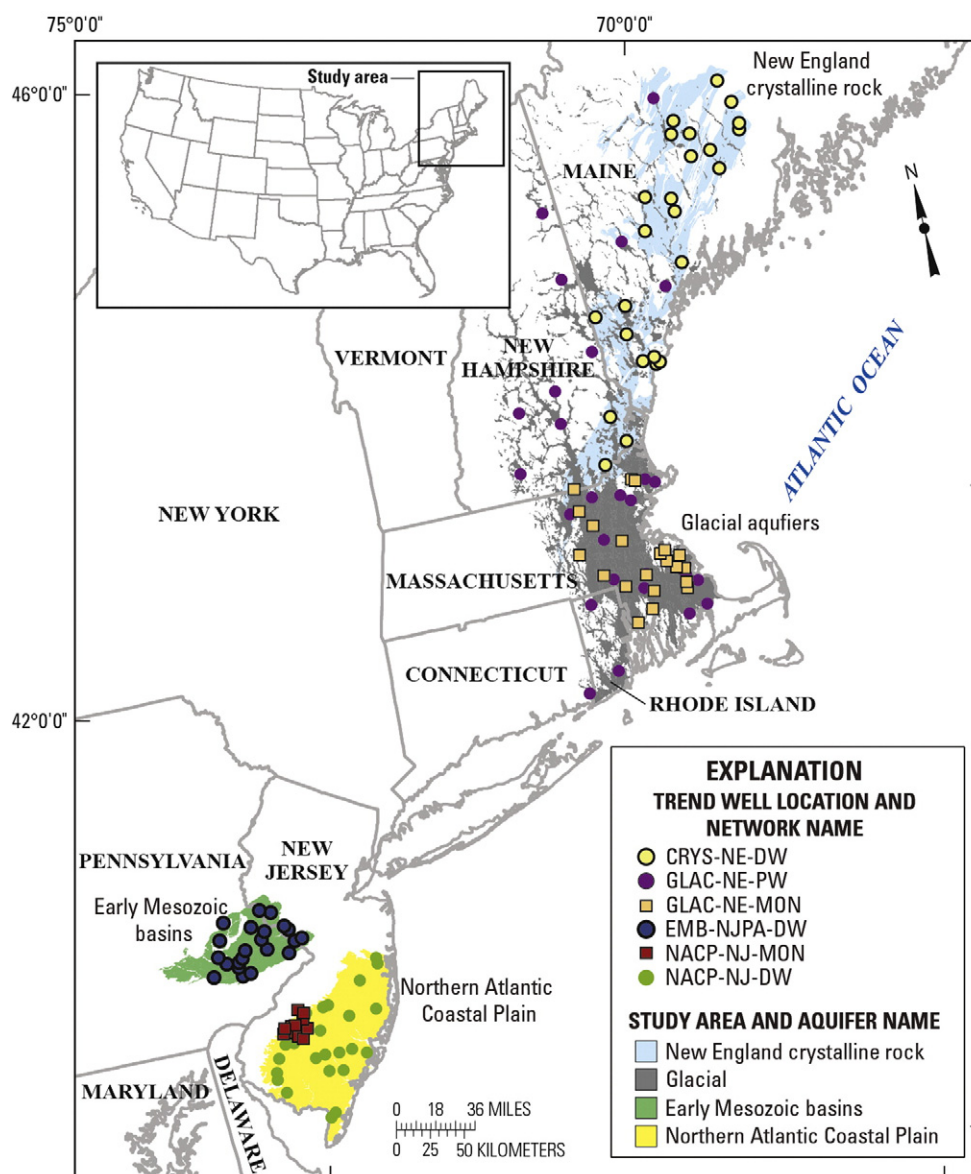 75°0'0"
70°0'0"
46°0'0"
Study area
New England
crystalline rock
MAINE
N
VERMONT
NEW
HAMPSHIRE
ATLANTIC OCEAN
NEW YORK
Glacial aqufiers
MASSACHUSETTS
CONNECTICUT
RHODE ISLAND
42°0'0"
PENNSYLVANIA
NEW
JERSEY
Early Mesozoic
basins
Northern Atlantic
Coastal Plain
MARYLAND
DELAWARE
0 18 36 MILES
0 25 50 KILOMETERS
EXPLANATION
TREND WELL LOCATION AND
NETWORK NAME
CRYS-NE-DW
GLAC-NE-PW
GLAC-NE-MON
EMB-NJPA-DW
NACP-NJ-MON
NACP-NJ-DW
STUDY AREA AND AQUIFER NAME
New England crystalline rock
Glacial
Early Mesozoic basins
Northern Atlantic Coastal Plain